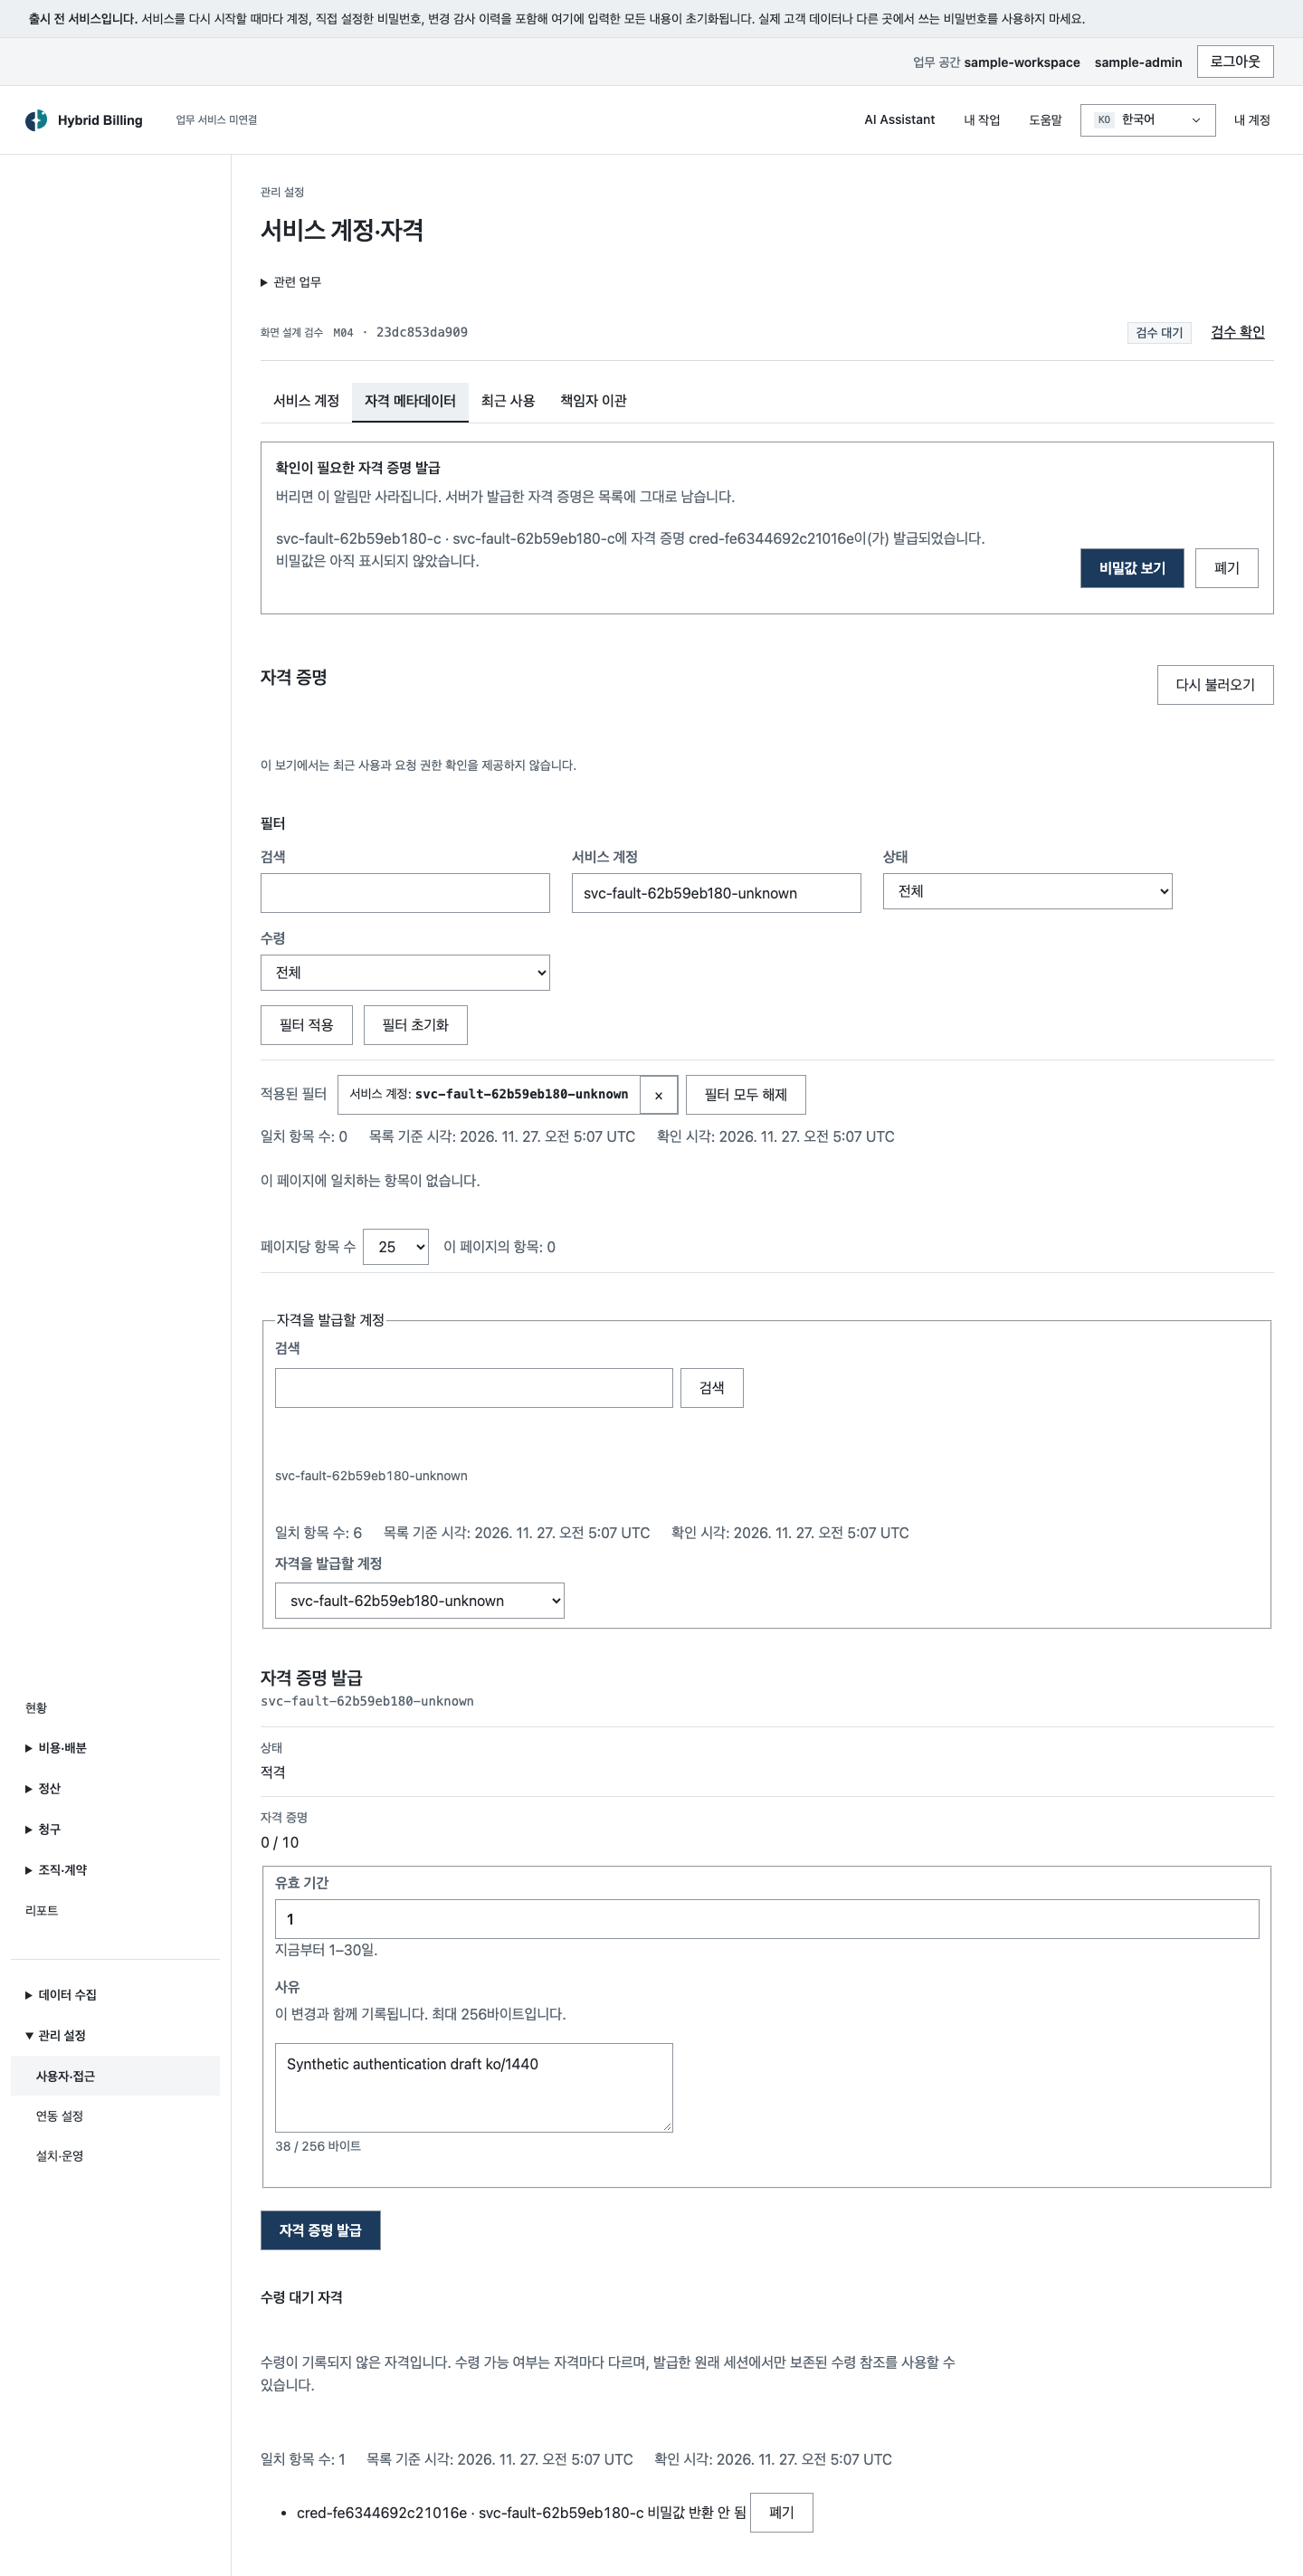 출시 전 서비스입니다. 서비스를 다시 시작할 때마다 계정, 직접 설정한 비밀번호, 변경 감사 이력을 포함해 여기에 입력한 모든 내용이 초기화됩니다. 실제 고객 데이터나 다른 곳에서 쓰는 비밀번호를 사용하지 마세요.
업무 공간 sample-workspace sample-admin 로그아웃
Hybrid Billing 업무 서비스 미연결 AI Assistant 내 작업 도움말 KO 한국어 내 계정
관리 설정
서비스 계정·자격
▶ 관련 업무
화면 설계 검수 M04 · 23dc853da909 검수 대기 검수 확인
서비스 계정 자격 메타데이터 최근 사용 책임자 이관
확인이 필요한 자격 증명 발급
버리면 이 알림만 사라집니다. 서버가 발급한 자격 증명은 목록에 그대로 남습니다.
svc-fault-62b59eb180-c · svc-fault-62b59eb180-c에 자격 증명 cred-fe6344692c21016e이(가) 발급되었습니다.
비밀값은 아직 표시되지 않았습니다.
비밀값 보기 폐기
자격 증명 다시 불러오기
이 보기에서는 최근 사용과 요청 권한 확인을 제공하지 않습니다.
필터
검색 서비스 계정 상태
svc-fault-62b59eb180-unknown 전체
수령
전체
필터 적용 필터 초기화
적용된 필터 서비스 계정: svc-fault-62b59eb180-unknown × 필터 모두 해제
일치 항목 수: 0 목록 기준 시각: 2026. 11. 27. 오전 5:07 UTC 확인 시각: 2026. 11. 27. 오전 5:07 UTC
이 페이지에 일치하는 항목이 없습니다.
페이지당 항목 수 25 이 페이지의 항목: 0
자격을 발급할 계정
검색
검색
svc-fault-62b59eb180-unknown
일치 항목 수: 6 목록 기준 시각: 2026. 11. 27. 오전 5:07 UTC 확인 시각: 2026. 11. 27. 오전 5:07 UTC
자격을 발급할 계정
svc-fault-62b59eb180-unknown
자격 증명 발급
svc-fault-62b59eb180-unknown
상태
적격
자격 증명
0 / 10
유효 기간
1
지금부터 1–30일.
사유
이 변경과 함께 기록됩니다. 최대 256바이트입니다.
Synthetic authentication draft ko/1440
38 / 256 바이트
자격 증명 발급
수령 대기 자격
수령이 기록되지 않은 자격입니다. 수령 가능 여부는 자격마다 다르며, 발급한 원래 세션에서만 보존된 수령 참조를 사용할 수
있습니다.
일치 항목 수: 1 목록 기준 시각: 2026. 11. 27. 오전 5:07 UTC 확인 시각: 2026. 11. 27. 오전 5:07 UTC
• cred-fe6344692c21016e · svc-fault-62b59eb180-c 비밀값 반환 안 됨 폐기
현황
▶ 비용·배분
▶ 정산
▶ 청구
▶ 조직·계약
리포트
▶ 데이터 수집
▼ 관리 설정
사용자·접근
연동 설정
설치·운영